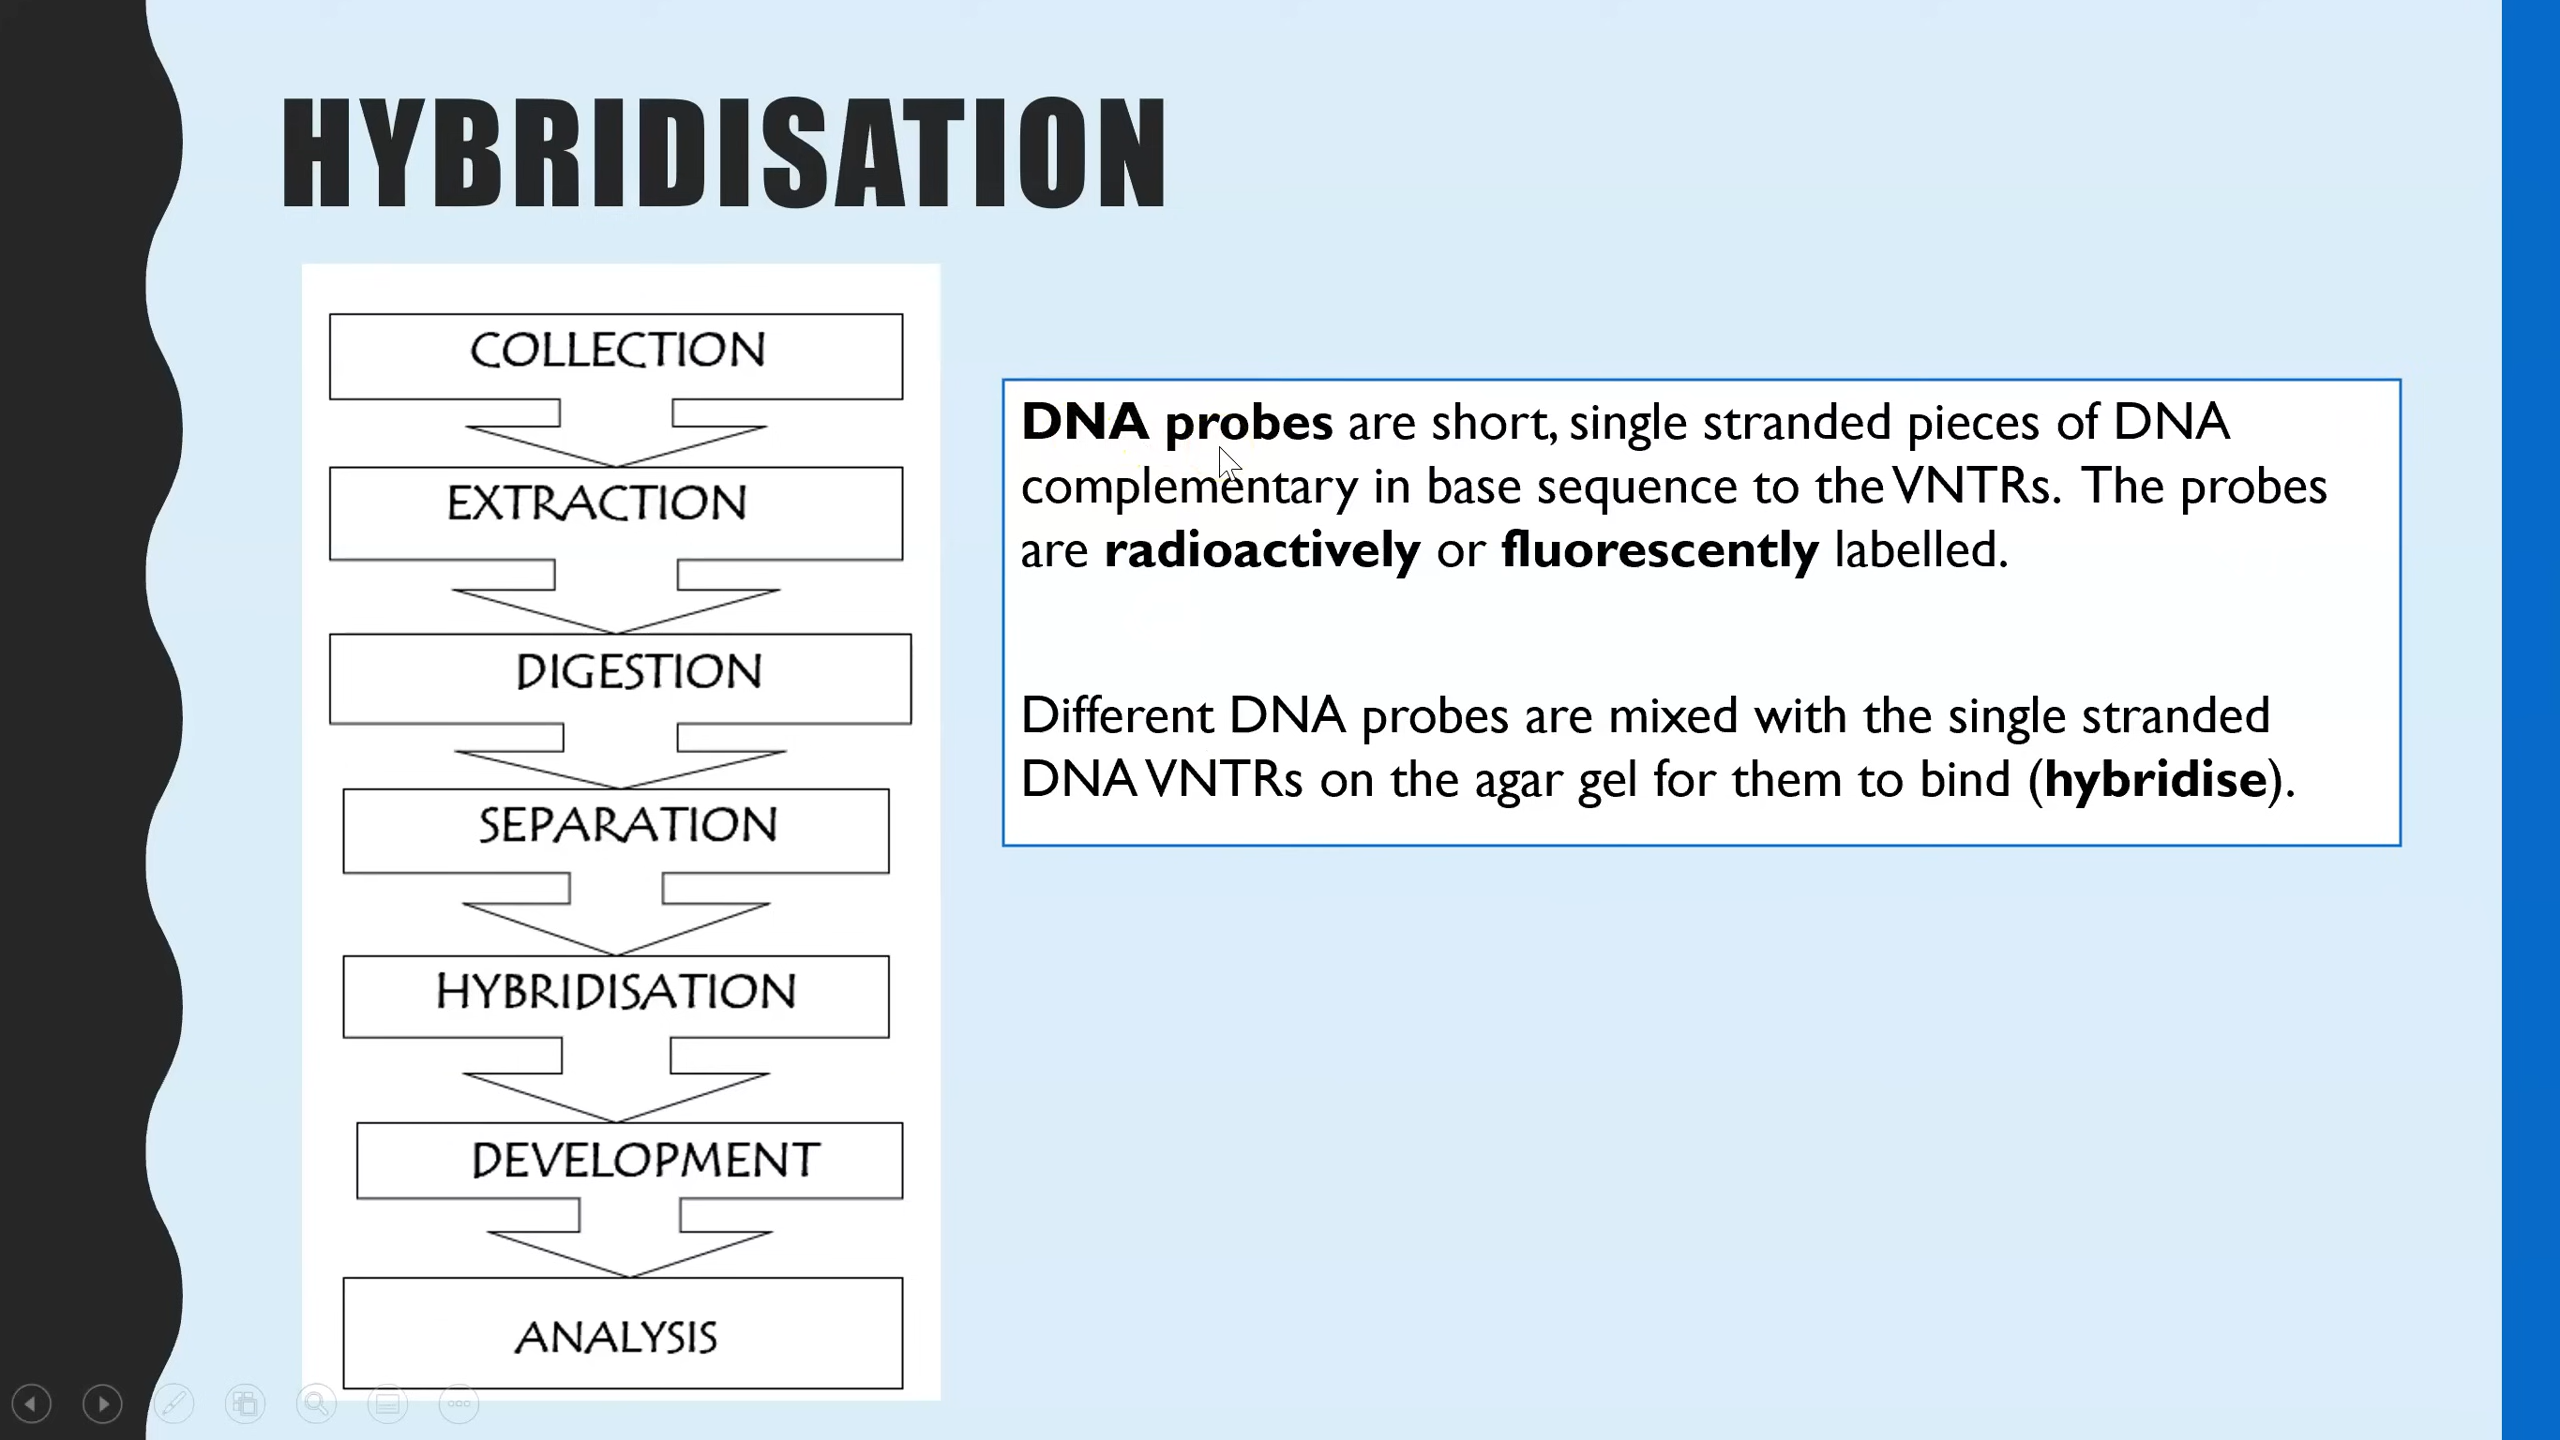 HYBRIDISATION
COLLECTION
EXTRACTION
DIGESTION
SEPARATION
HYBRIDISATION
DEVELOPMENT
ANALYSIS
DNA probes are short, single stranded pieces of DNA
complementary in base sequence to the VNTRs. The probes
are radioactively or fluorescently labelled.
Different DNA probes are mixed with the single stranded
DNA VNTRs on the agar gel for them to bind (hybridise).